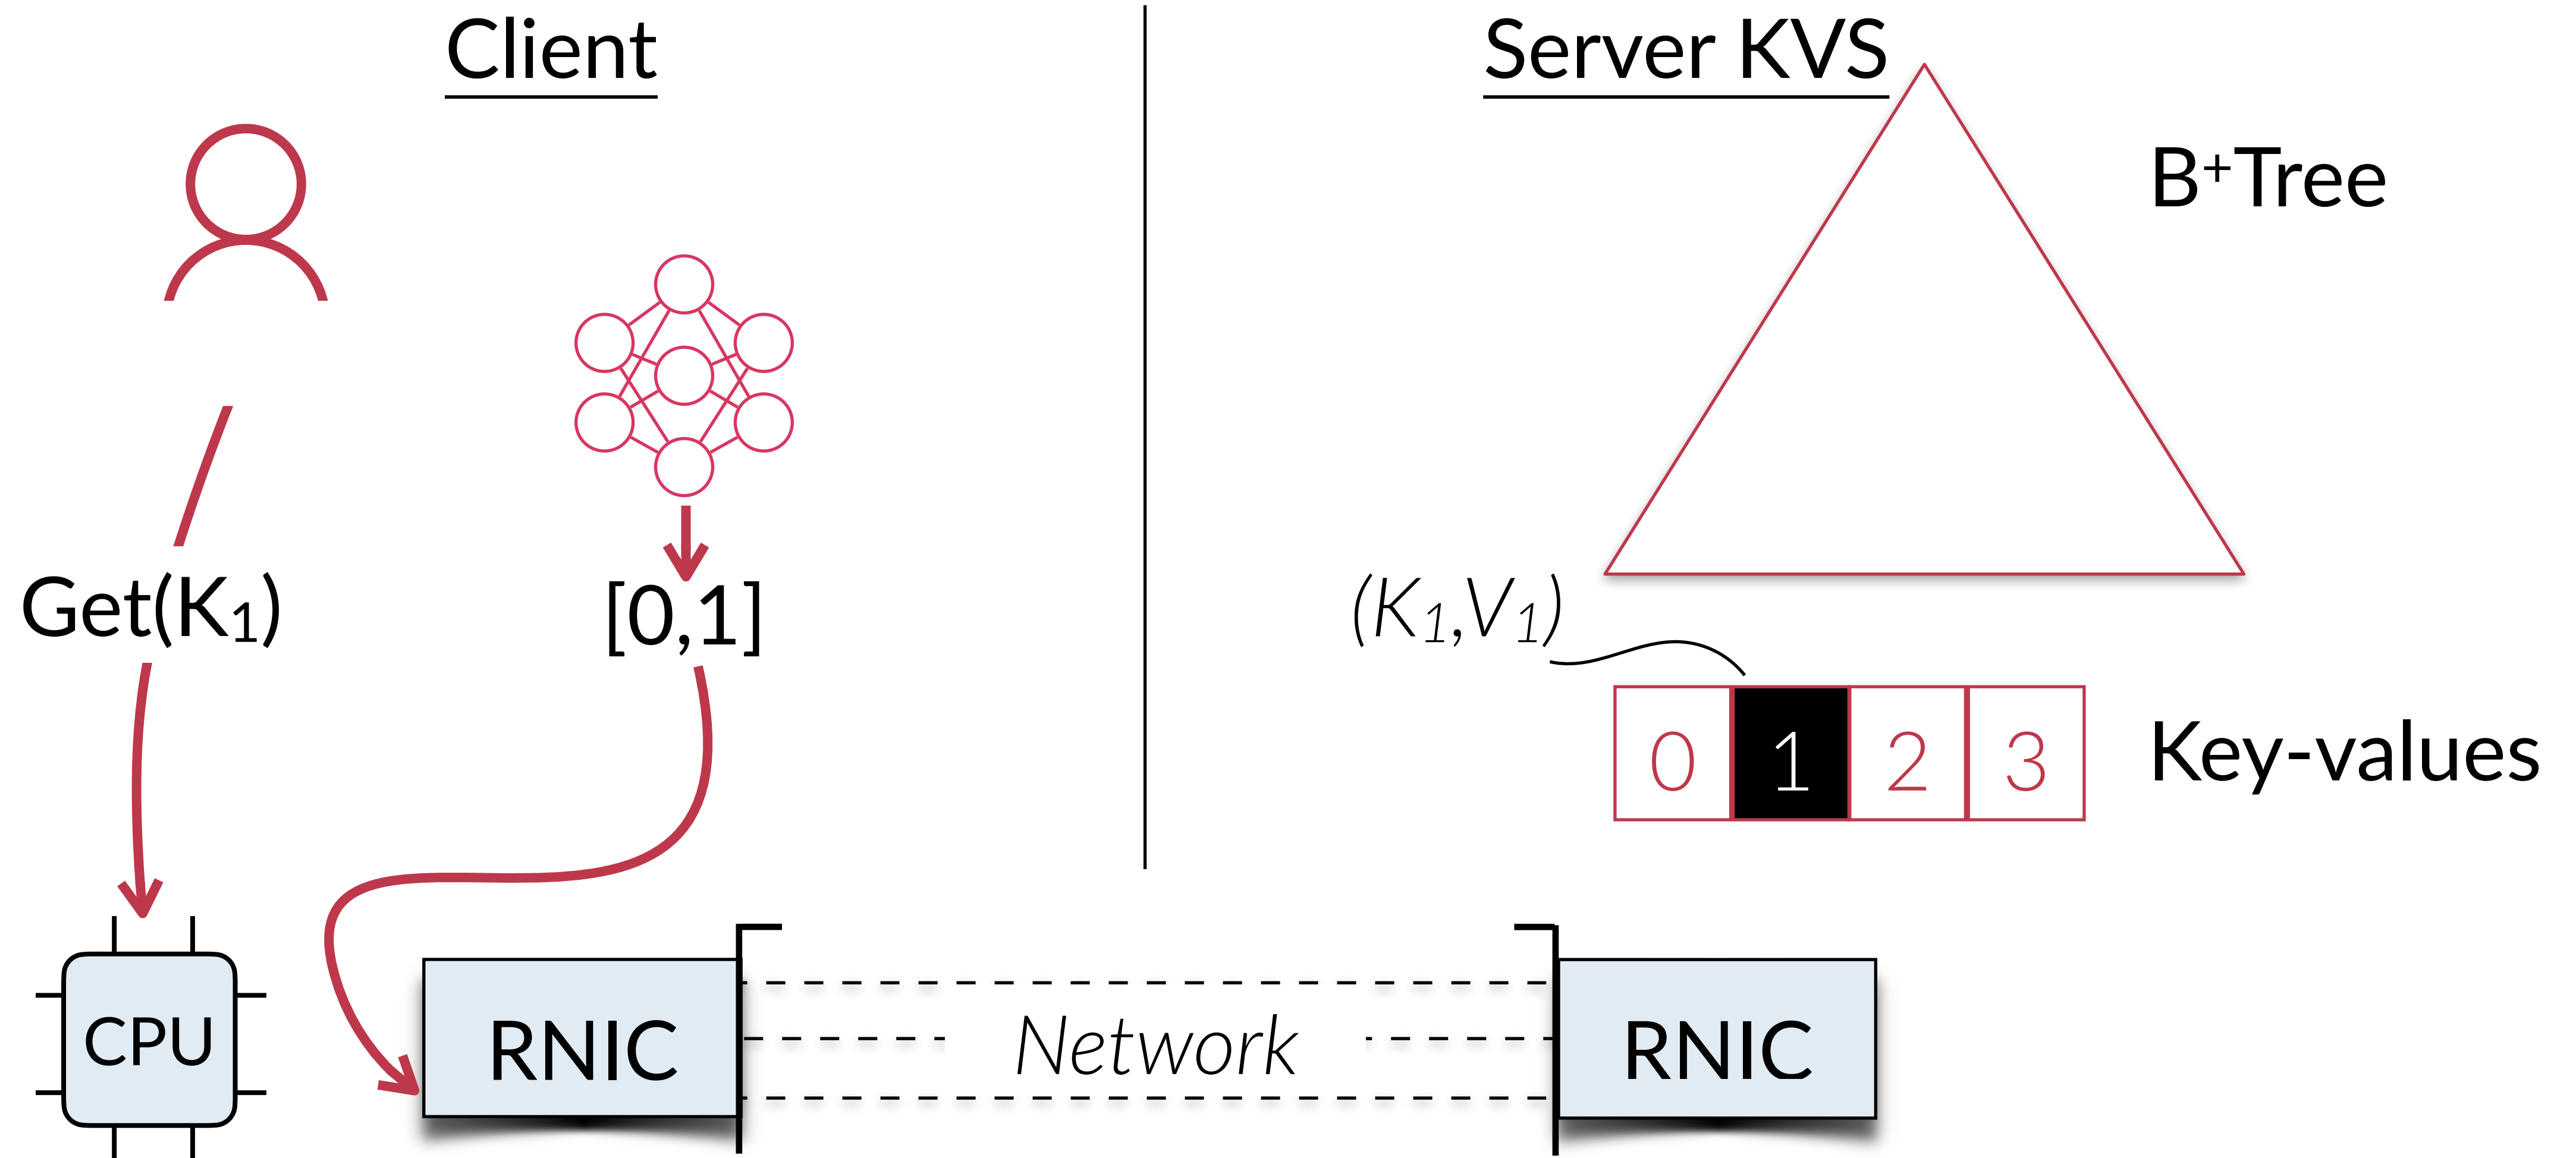 Client
Server KVS
B⁺Tree
Get(K₁)
[0,1]
(K₁,V₁)
0 1 2 3
Key-values
CPU
RNIC
Network
RNIC